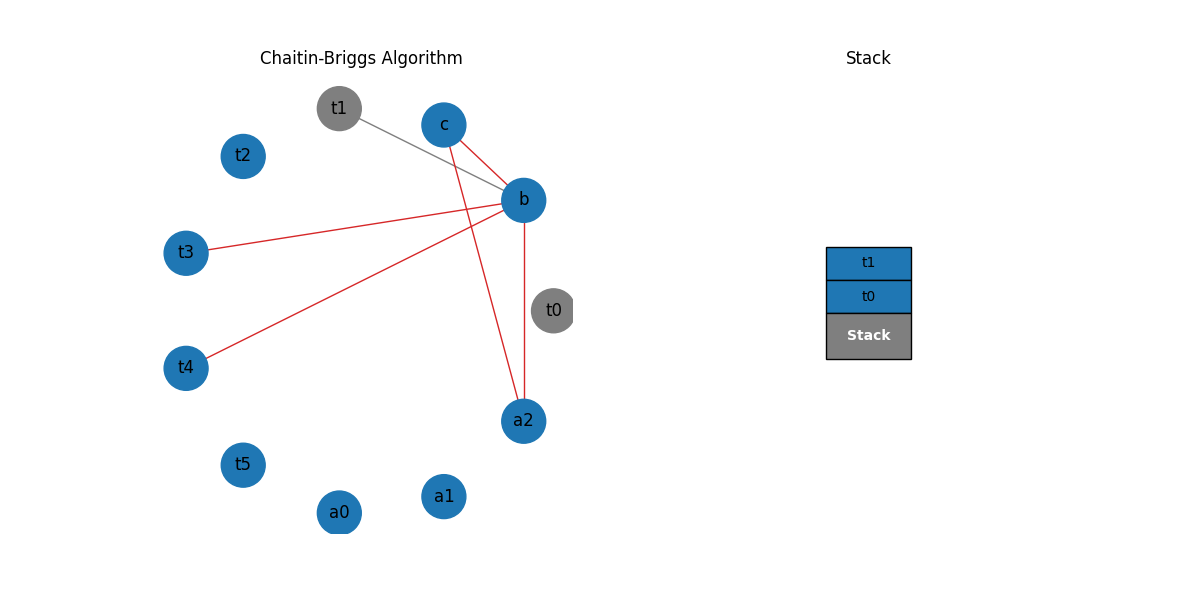 Chaitin-Briggs Algorithm
t1
c
t2
b
t3
t0
t4
a2
t5
a1
a0
Stack
t1
t0
Stack